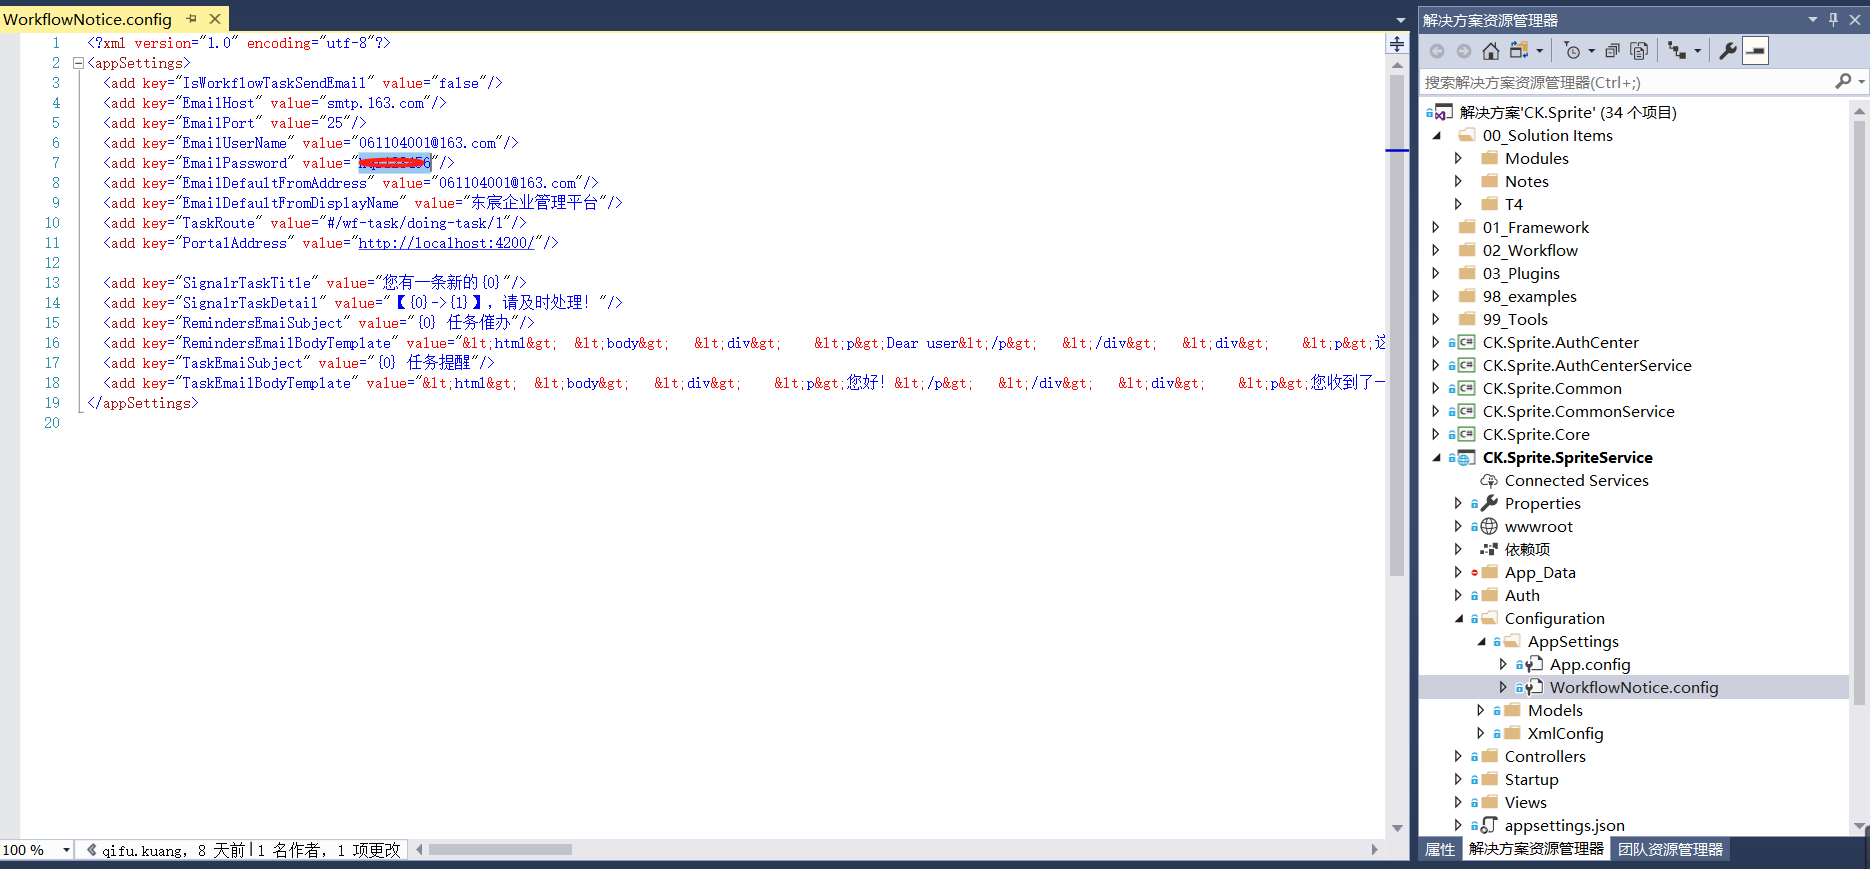 WorkflowNotice.config
1 <?xml version="1.0" encoding="utf-8"?>
2 <appSettings>
3 <add key="IsWorkflowTaskSendEmail" value="false"/>
4 <add key="EmailHost" value="smtp.163.com"/>
5 <add key="EmailPort" value="25"/>
6 <add key="EmailUserName" value="061104001@163.com"/>
7 <add key="EmailPassword" value=""/>
8 <add key="EmailDefaultFromAddress" value="061104001@163.com"/>
9 <add key="EmailDefaultFromDisplayName" value="东宸企业管理平台"/>
10 <add key="TaskRoute" value="#/wf-task/doing-task/1"/>
11 <add key="PortalAddress" value="http://localhost:4200/"/>
12
13 <add key="SignalrTaskTitle" value="您有一条新的{0}"/>
14 <add key="SignalrTaskDetail" value="【{0}->{1}】，请及时处理！"/>
15 <add key="RemindersEmaiSubject" value="{0} 任务催办"/>
16 <add key="RemindersEmailBodyTemplate" value="&lt;html&gt; &lt;body&gt; &lt;div&gt; &lt;p&gt;Dear user&lt;/p&gt; &lt;/div&gt; &lt;div&gt; &lt;p&gt;这
17 <add key="TaskEmaiSubject" value="{0} 任务提醒"/>
18 <add key="TaskEmailBodyTemplate" value="&lt;html&gt; &lt;body&gt; &lt;div&gt; &lt;p&gt;您好！&lt;/p&gt; &lt;/div&gt; &lt;div&gt; &lt;p&gt;您收到了一
19 </appSettings>
20
100 %
qifu.kuang，8 天前 | 1 名作者，1 项更改
解决方案资源管理器
搜索解决方案资源管理器(Ctrl+;)
解决方案'CK.Sprite' (34 个项目)
00_Solution Items
Modules
Notes
T4
01_Framework
02_Workflow
03_Plugins
98_examples
99_Tools
CK.Sprite.AuthCenter
CK.Sprite.AuthCenterService
CK.Sprite.Common
CK.Sprite.CommonService
CK.Sprite.Core
CK.Sprite.SpriteService
Connected Services
Properties
wwwroot
依赖项
App_Data
Auth
Configuration
AppSettings
App.config
WorkflowNotice.config
Models
XmlConfig
Controllers
Startup
Views
appsettings.json
属性 解决方案资源管理器 团队资源管理器